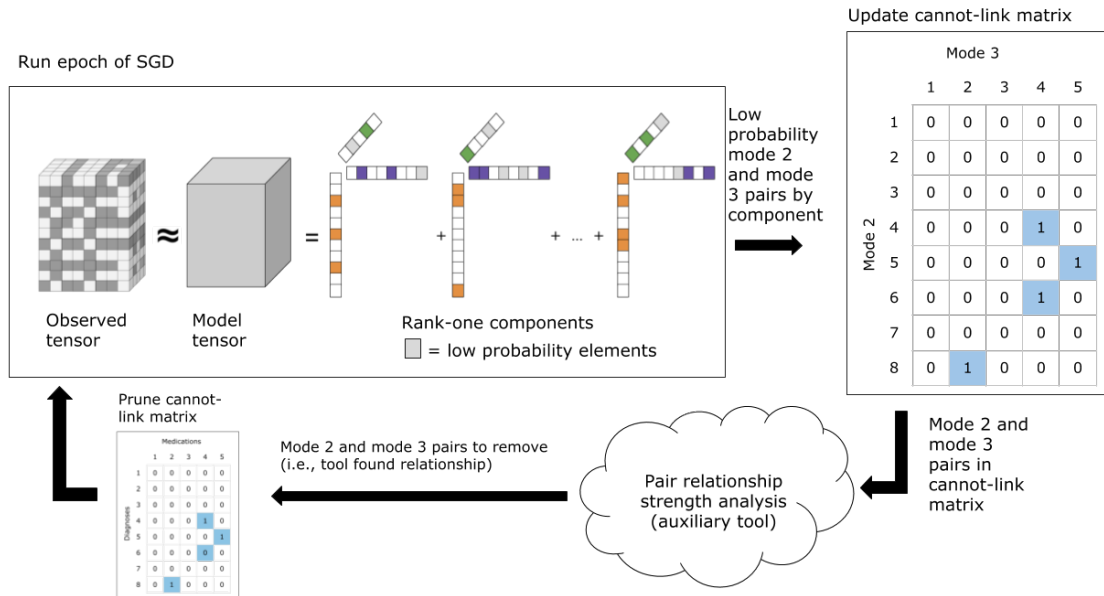 Update cannot-link matrix
Run epoch of SGD
Mode 3
1 2 3 4 5
1 0 0 0 0 0
2 0 0 0 0 0
3 0 0 0 0 0
Mode 2
4 0 0 0 1 0
5 0 0 0 0 1
6 0 0 0 1 0
7 0 0 0 0 0
8 0 1 0 0 0
Low
probability
mode 2
and mode
3 pairs by
component
≈ = + + ... +
Observed
tensor
Model
tensor
Rank-one components
= low probability elements
Prune cannot-
link matrix
Medications
1 2 3 4 5
1 0 0 0 0 0
2 0 0 0 0 0
3 0 0 0 0 0
Diagnoses
4 0 0 0 1 0
5 0 0 0 0 1
6 0 0 0 0 0
7 0 0 0 0 0
8 0 1 0 0 0
Mode 2 and mode 3 pairs to remove
(i.e., tool found relationship)
Pair relationship
strength analysis
(auxiliary tool)
Mode 2 and
mode 3
pairs in
cannot-link
matrix